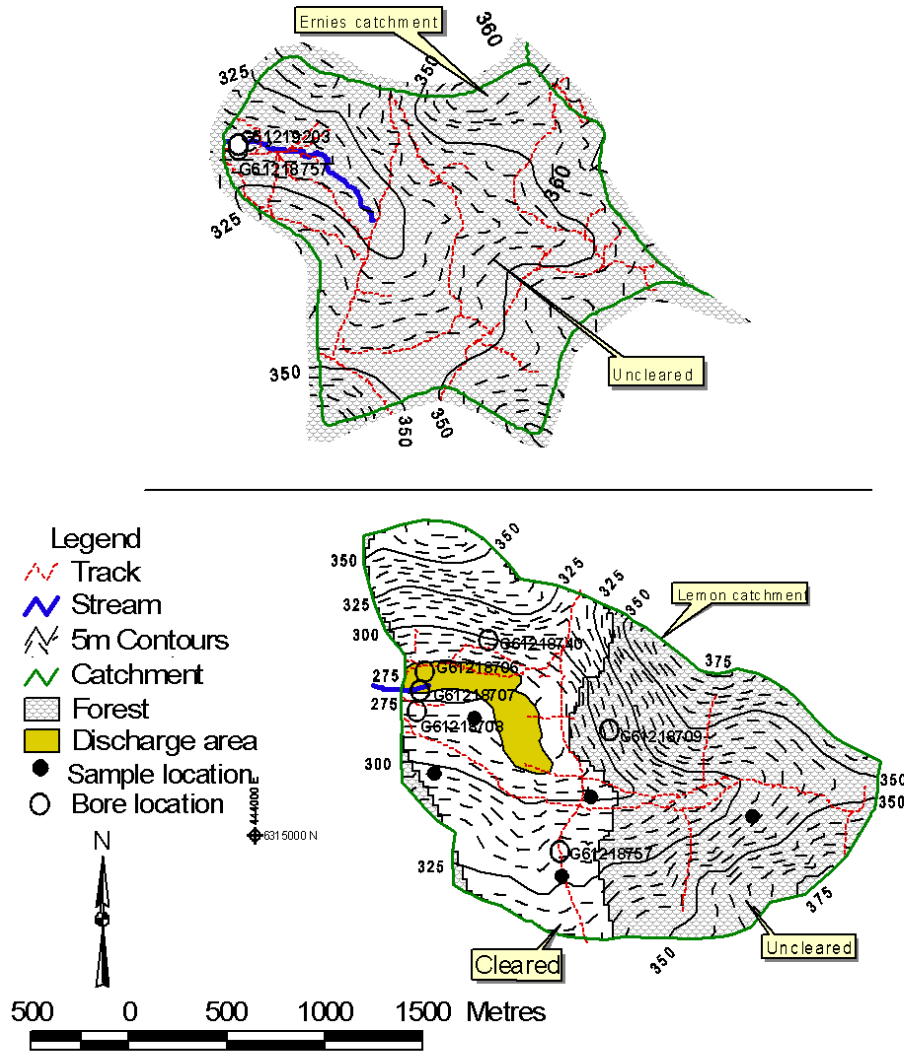 Ernies catchment
360
325
350
G61219203
G61218757
360
325
Uncleared
350
350
350
Legend
Track
Stream
5m Contours
Catchment
Forest
Discharge area
Sample location
Bore location
444000 E
6315000 N
N
350
350
325
325
350
325
Lemon catchment
300
G61218740
375
275
G61218706
G61218707
275
G61218708
G61218709
300
350
350
G61218757
325
375
Uncleared
Cleared
350
500 0 500 1000 1500 Metres